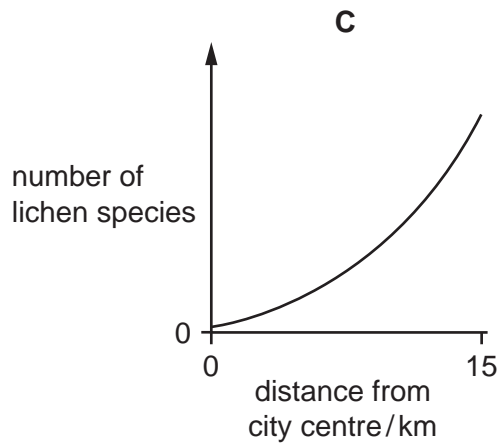 C
number of
lichen species
0
0
15
distance from
city centre / km